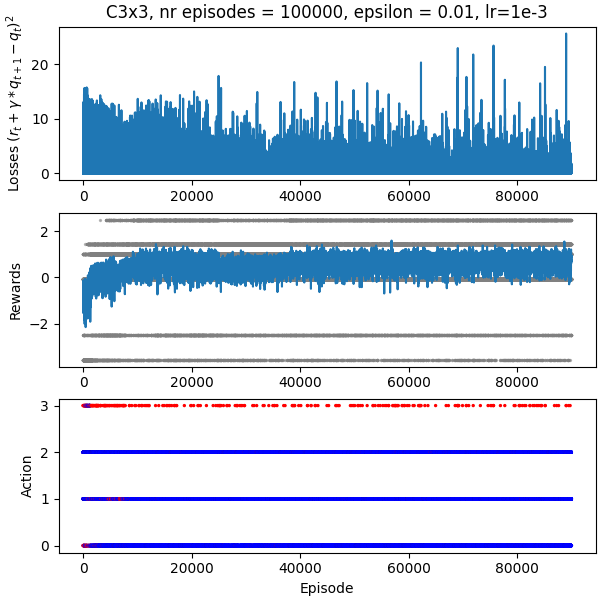 C3x3, nr episodes = 100000, epsilon = 0.01, lr=1e-3
Losses $(r_t + \gamma * q_{t+1} - q_t)^2$
20
10
0
0 20000 40000 60000 80000
Rewards
2
0
−2
0 20000 40000 60000 80000
Action
3
2
1
0
0 20000 40000 60000 80000
Episode